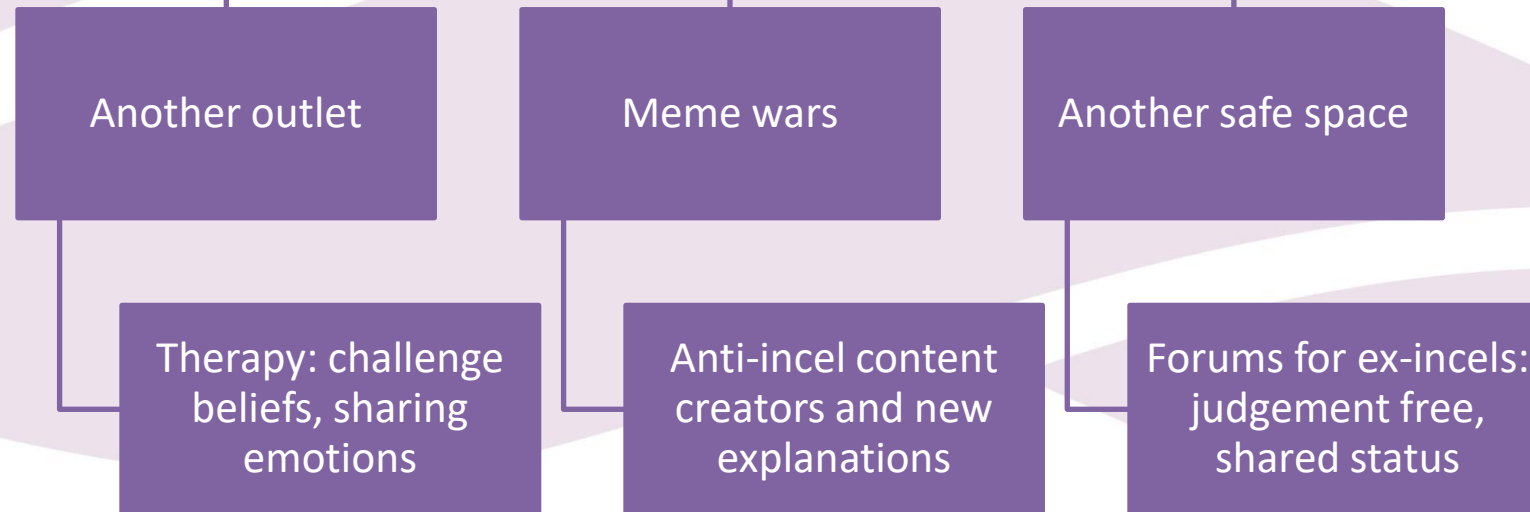 Another outlet
Meme wars
Another safe space
Therapy: challenge
beliefs, sharing
emotions
Anti-incel content
creators and new
explanations
Forums for ex-incels:
judgement free,
shared status